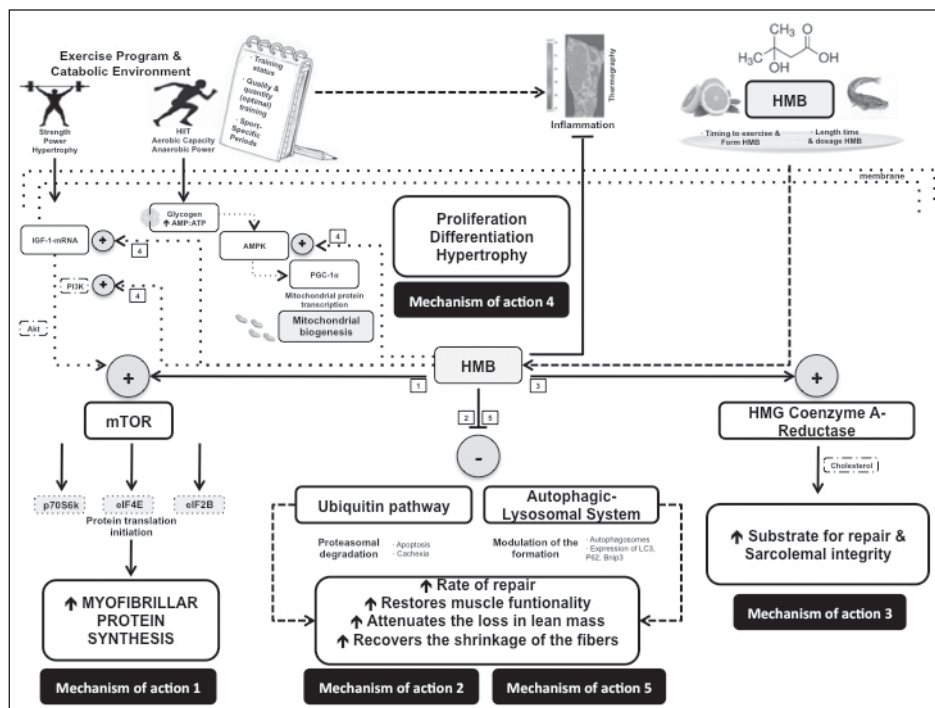 Exercise Program &
Catabolic Environment
Strength
Power
Hypertrophy
HIIT
Aerobic Capacity
Anaerobic Power
· Training
status
· Quality &
quantity
(optimal)
training
· Sport-
Specific
Periods
Thermography
Inflammation
CH₃
O
H₃C
OH
OH
HMB
· Timing to exercise &
Form HMB
· Length time
& dosage HMB
membrane
IGF-1-mRNA
+
4
Glycogen
↑ AMP:ATP
AMPK
+
4
PGC-1α
Mitochondrial protein
transcription
Mitochondrial
biogenesis
PI3K
+
4
Akt
Proliferation
Differentiation
Hypertrophy
Mechanism of action 4
HMB
1
3
2
5
+
mTOR
p70S6k
eIF4E
eIF2B
Protein translation
initiation
↑ MYOFIBRILLAR
PROTEIN
SYNTHESIS
Mechanism of action 1
-
Ubiquitin pathway
Autophagic-
Lysosomal System
Proteasomal
degradation
· Apoptosis
· Cachexia
Modulation of the
formation
· Autophagosomes
· Expression of LC3,
P62, Bnip3
↑ Rate of repair
↑ Restores muscle funtionality
↑ Attenuates the loss in lean mass
↑ Recovers the shrinkage of the fibers
Mechanism of action 2
Mechanism of action 5
+
HMG Coenzyme A-
Reductase
Cholesterol
↑ Substrate for repair &
Sarcolemal integrity
Mechanism of action 3